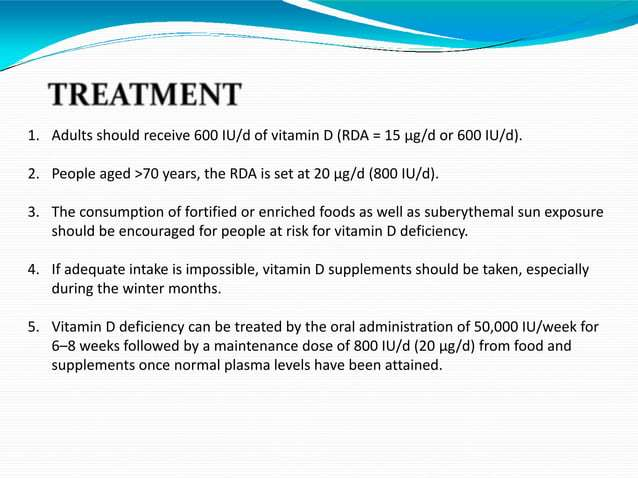 TREATMENT
1. Adults should receive 600 IU/d of vitamin D (RDA = 15 µg/d or 600 IU/d).
2. People aged >70 years, the RDA is set at 20 µg/d (800 IU/d).
3. The consumption of fortified or enriched foods as well as suberythemal sun exposure
should be encouraged for people at risk for vitamin D deficiency.
4. If adequate intake is impossible, vitamin D supplements should be taken, especially
during the winter months.
5. Vitamin D deficiency can be treated by the oral administration of 50,000 IU/week for
6–8 weeks followed by a maintenance dose of 800 IU/d (20 µg/d) from food and
supplements once normal plasma levels have been attained.